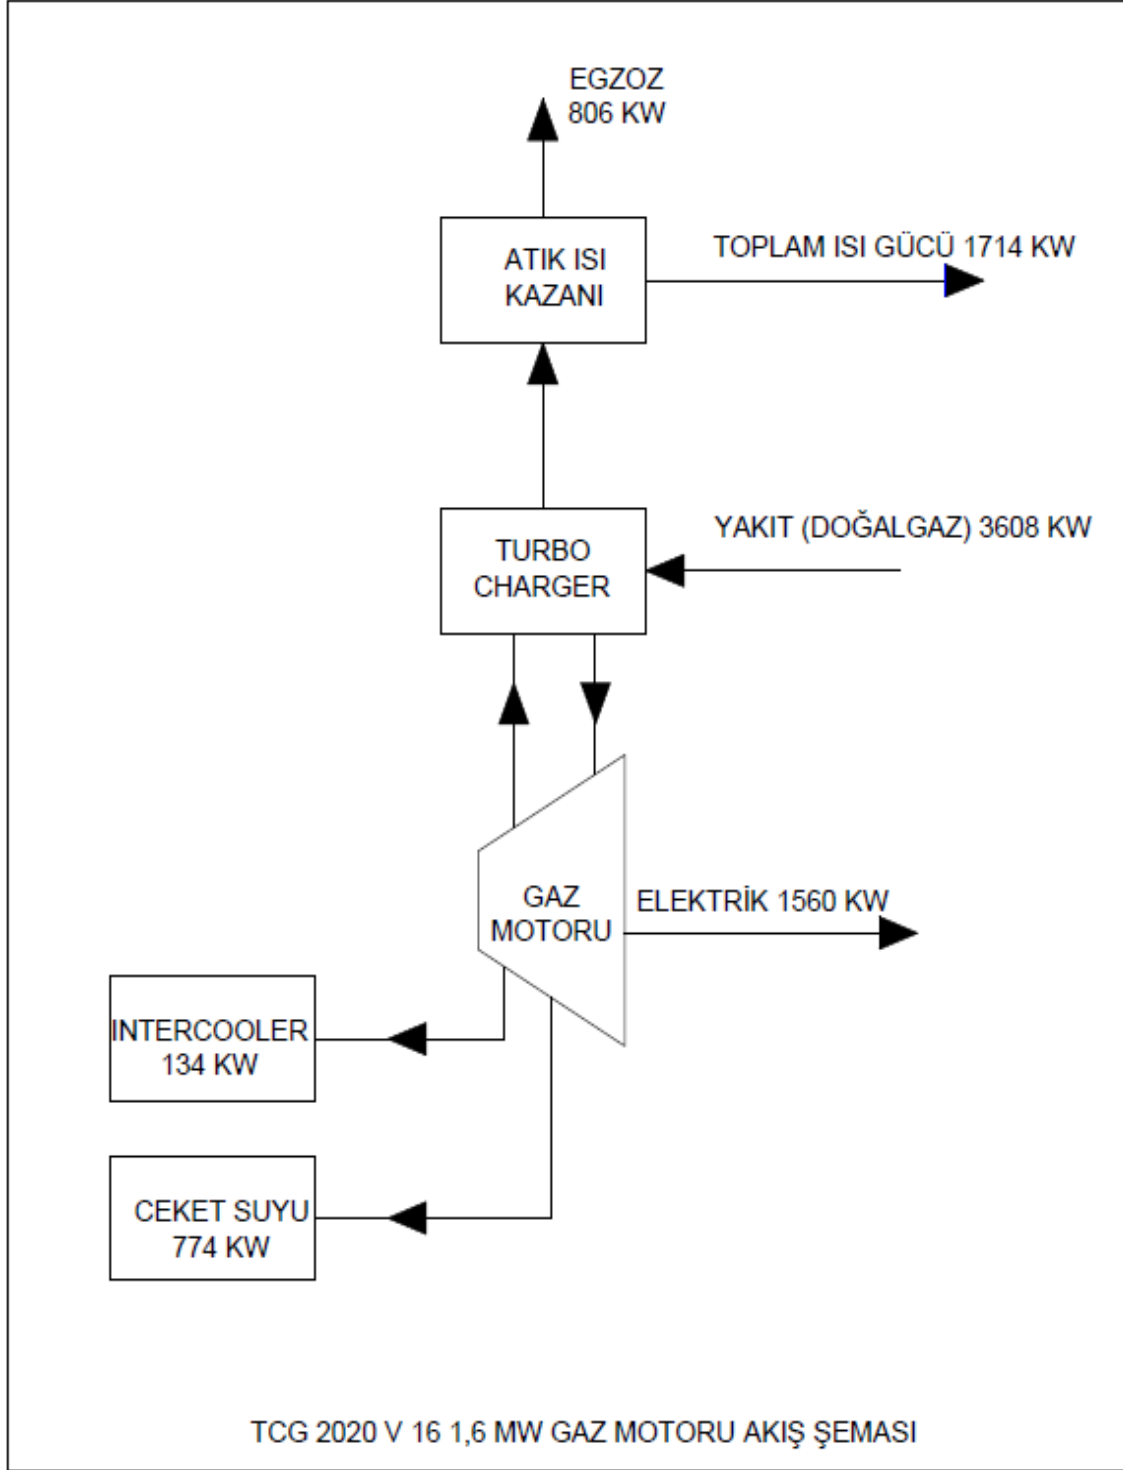 EGZOZ
806 KW
ATIK ISI
KAZANI
TOPLAM ISI GÜCÜ 1714 KW
TURBO
CHARGER
YAKIT (DOĞALGAZ) 3608 KW
GAZ
MOTORU
ELEKTRİK 1560 KW
INTERCOOLER
134 KW
CEKET SUYU
774 KW
TCG 2020 V 16 1,6 MW GAZ MOTORU AKIŞ ŞEMASI